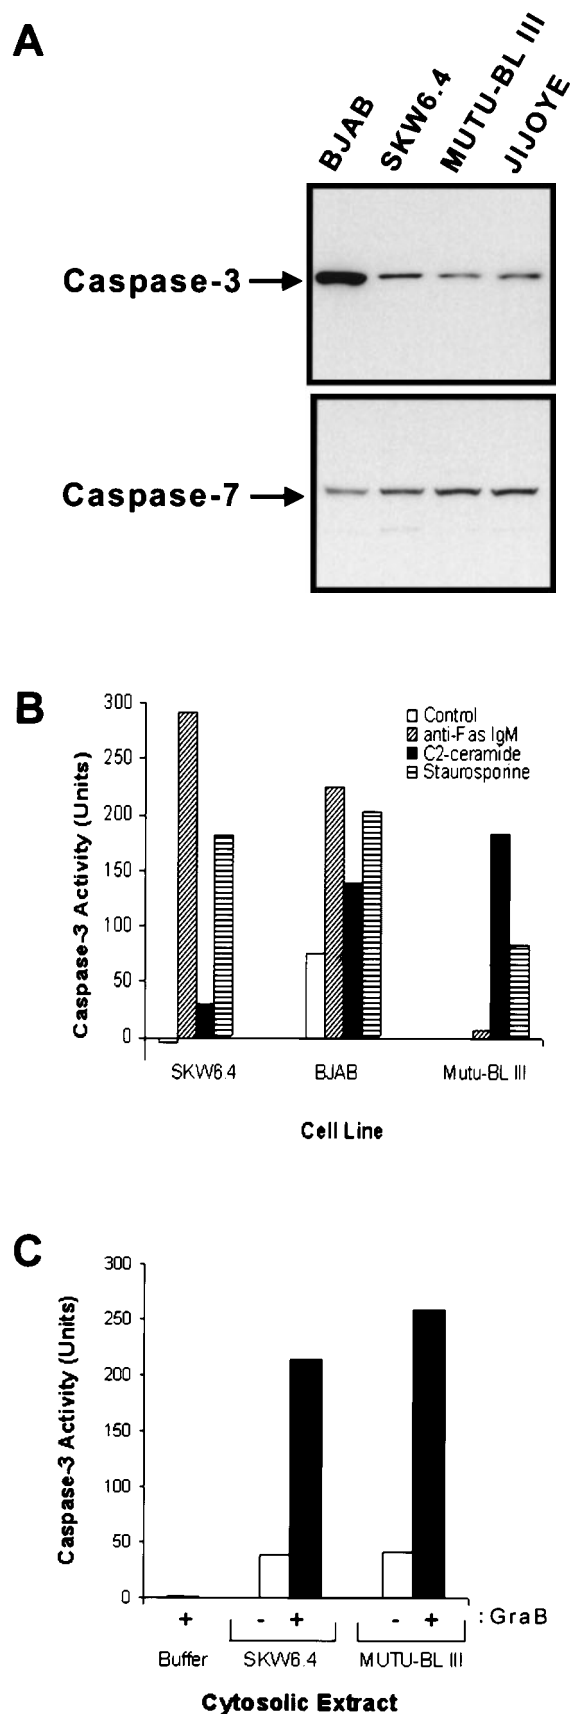 A
BJAB
SKW6.4
MUTU-BL III
JIJOYE
Caspase-3
Caspase-7
B
Caspase-3 Activity (Units)
300
250
200
150
100
50
0
Control
anti-Fas IgM
C2-ceramide
Staurosporine
SKW6.4 BJAB Mutu-BL III
Cell Line
C
Caspase-3 Activity (Units)
300
250
200
150
100
50
0
+ - + - + : GraB
Buffer SKW6.4 MUTU-BL III
Cytosolic Extract